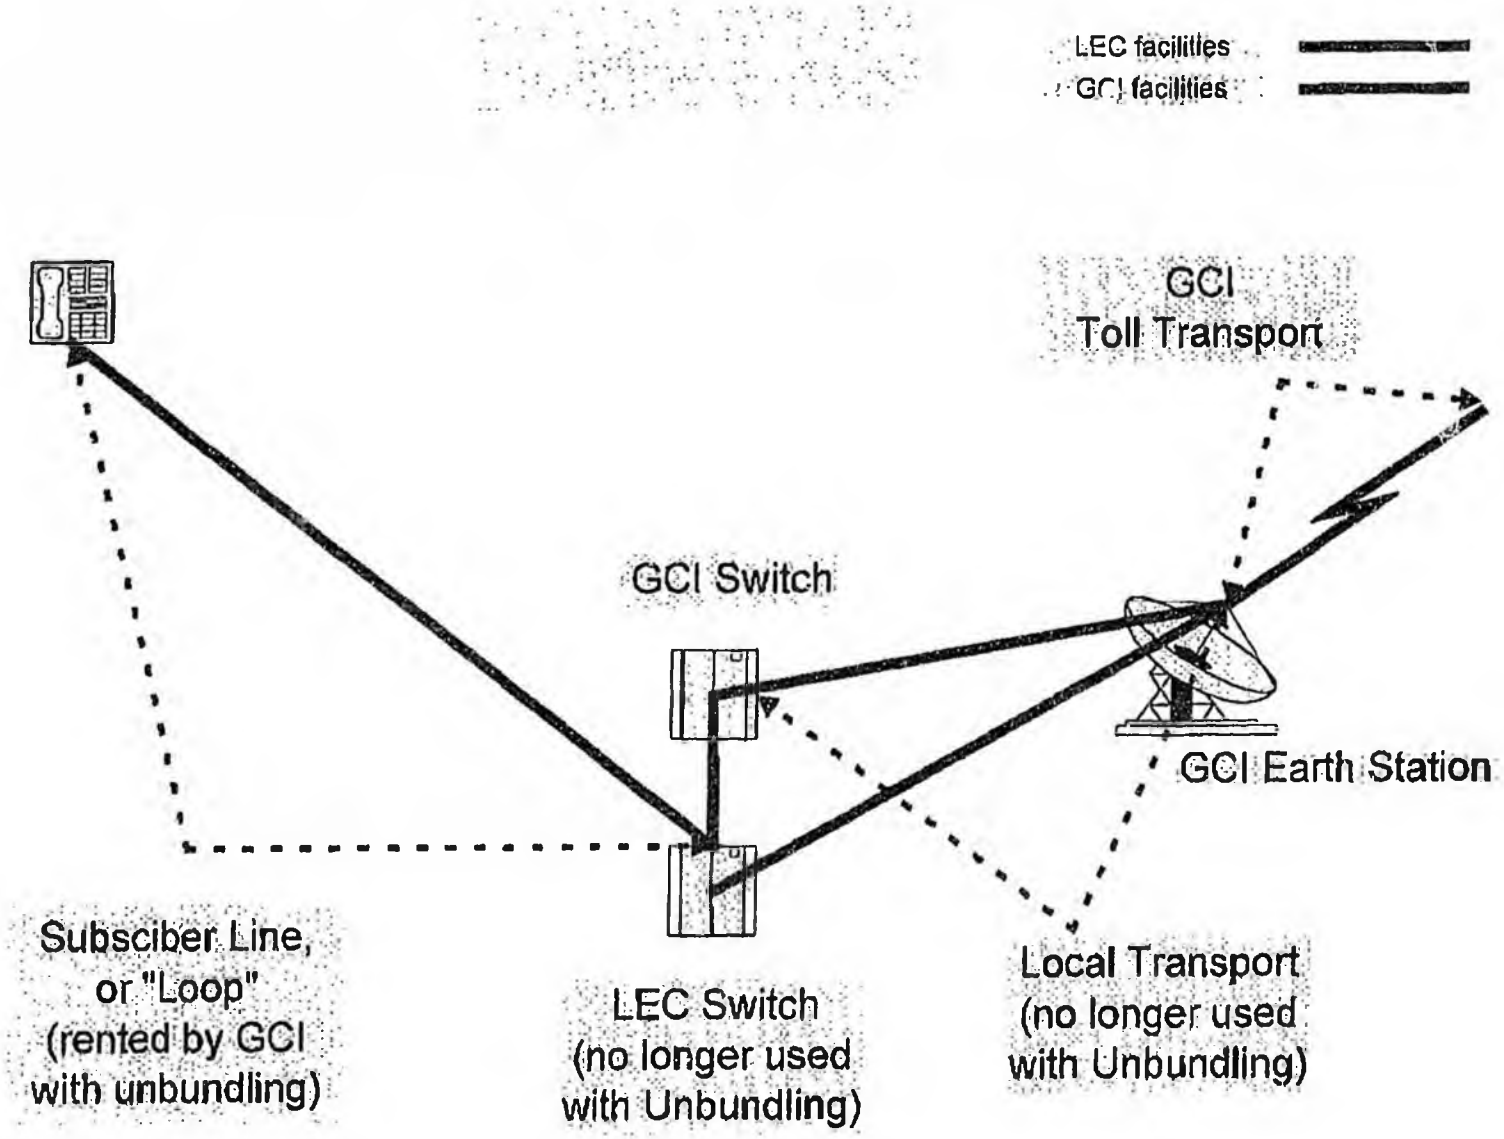 LEC facilities
GCI facilities
GCI
Toll Transport
GCI Switch
GCI Earth Station
Subsciber Line,
or "Loop"
(rented by GCI
with unbundling)
LEC Switch
(no longer used
with Unbundling)
Local Transport
(no longer used
with Unbundling)